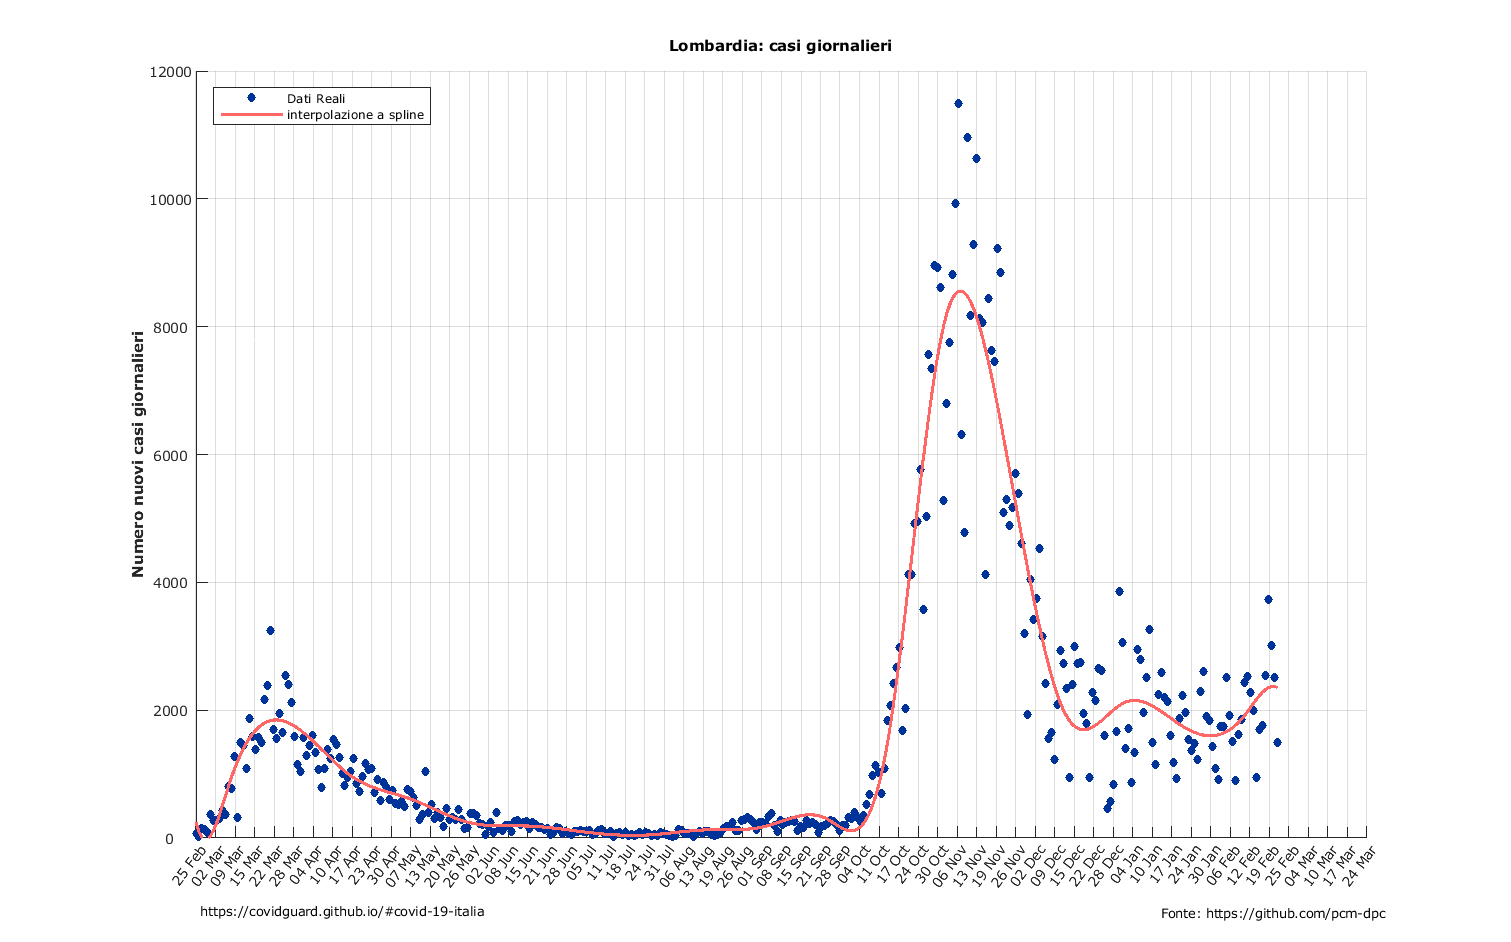 Lombardia: casi giornalieri
12000
10000
8000
6000
4000
2000
0
Numero nuovi casi giornalieri
Dati Reali
interpolazione a spline
25 Feb
02 Mar
09 Mar
15 Mar
22 Mar
28 Mar
04 Apr
10 Apr
17 Apr
23 Apr
30 Apr
07 May
13 May
20 May
26 May
02 Jun
08 Jun
15 Jun
21 Jun
28 Jun
05 Jul
11 Jul
18 Jul
24 Jul
31 Jul
06 Aug
13 Aug
19 Aug
26 Aug
01 Sep
08 Sep
15 Sep
21 Sep
28 Sep
04 Oct
11 Oct
17 Oct
24 Oct
30 Oct
06 Nov
13 Nov
19 Nov
26 Dec
02 Dec
09 Dec
15 Dec
22 Dec
28 Dec
04 Jan
10 Jan
17 Jan
24 Jan
30 Jan
06 Feb
12 Feb
19 Feb
25 Feb
04 Mar
10 Mar
17 Mar
24 Mar
https://covidguard.github.io/#covid-19-italia
Fonte: https://github.com/pcm-dpc